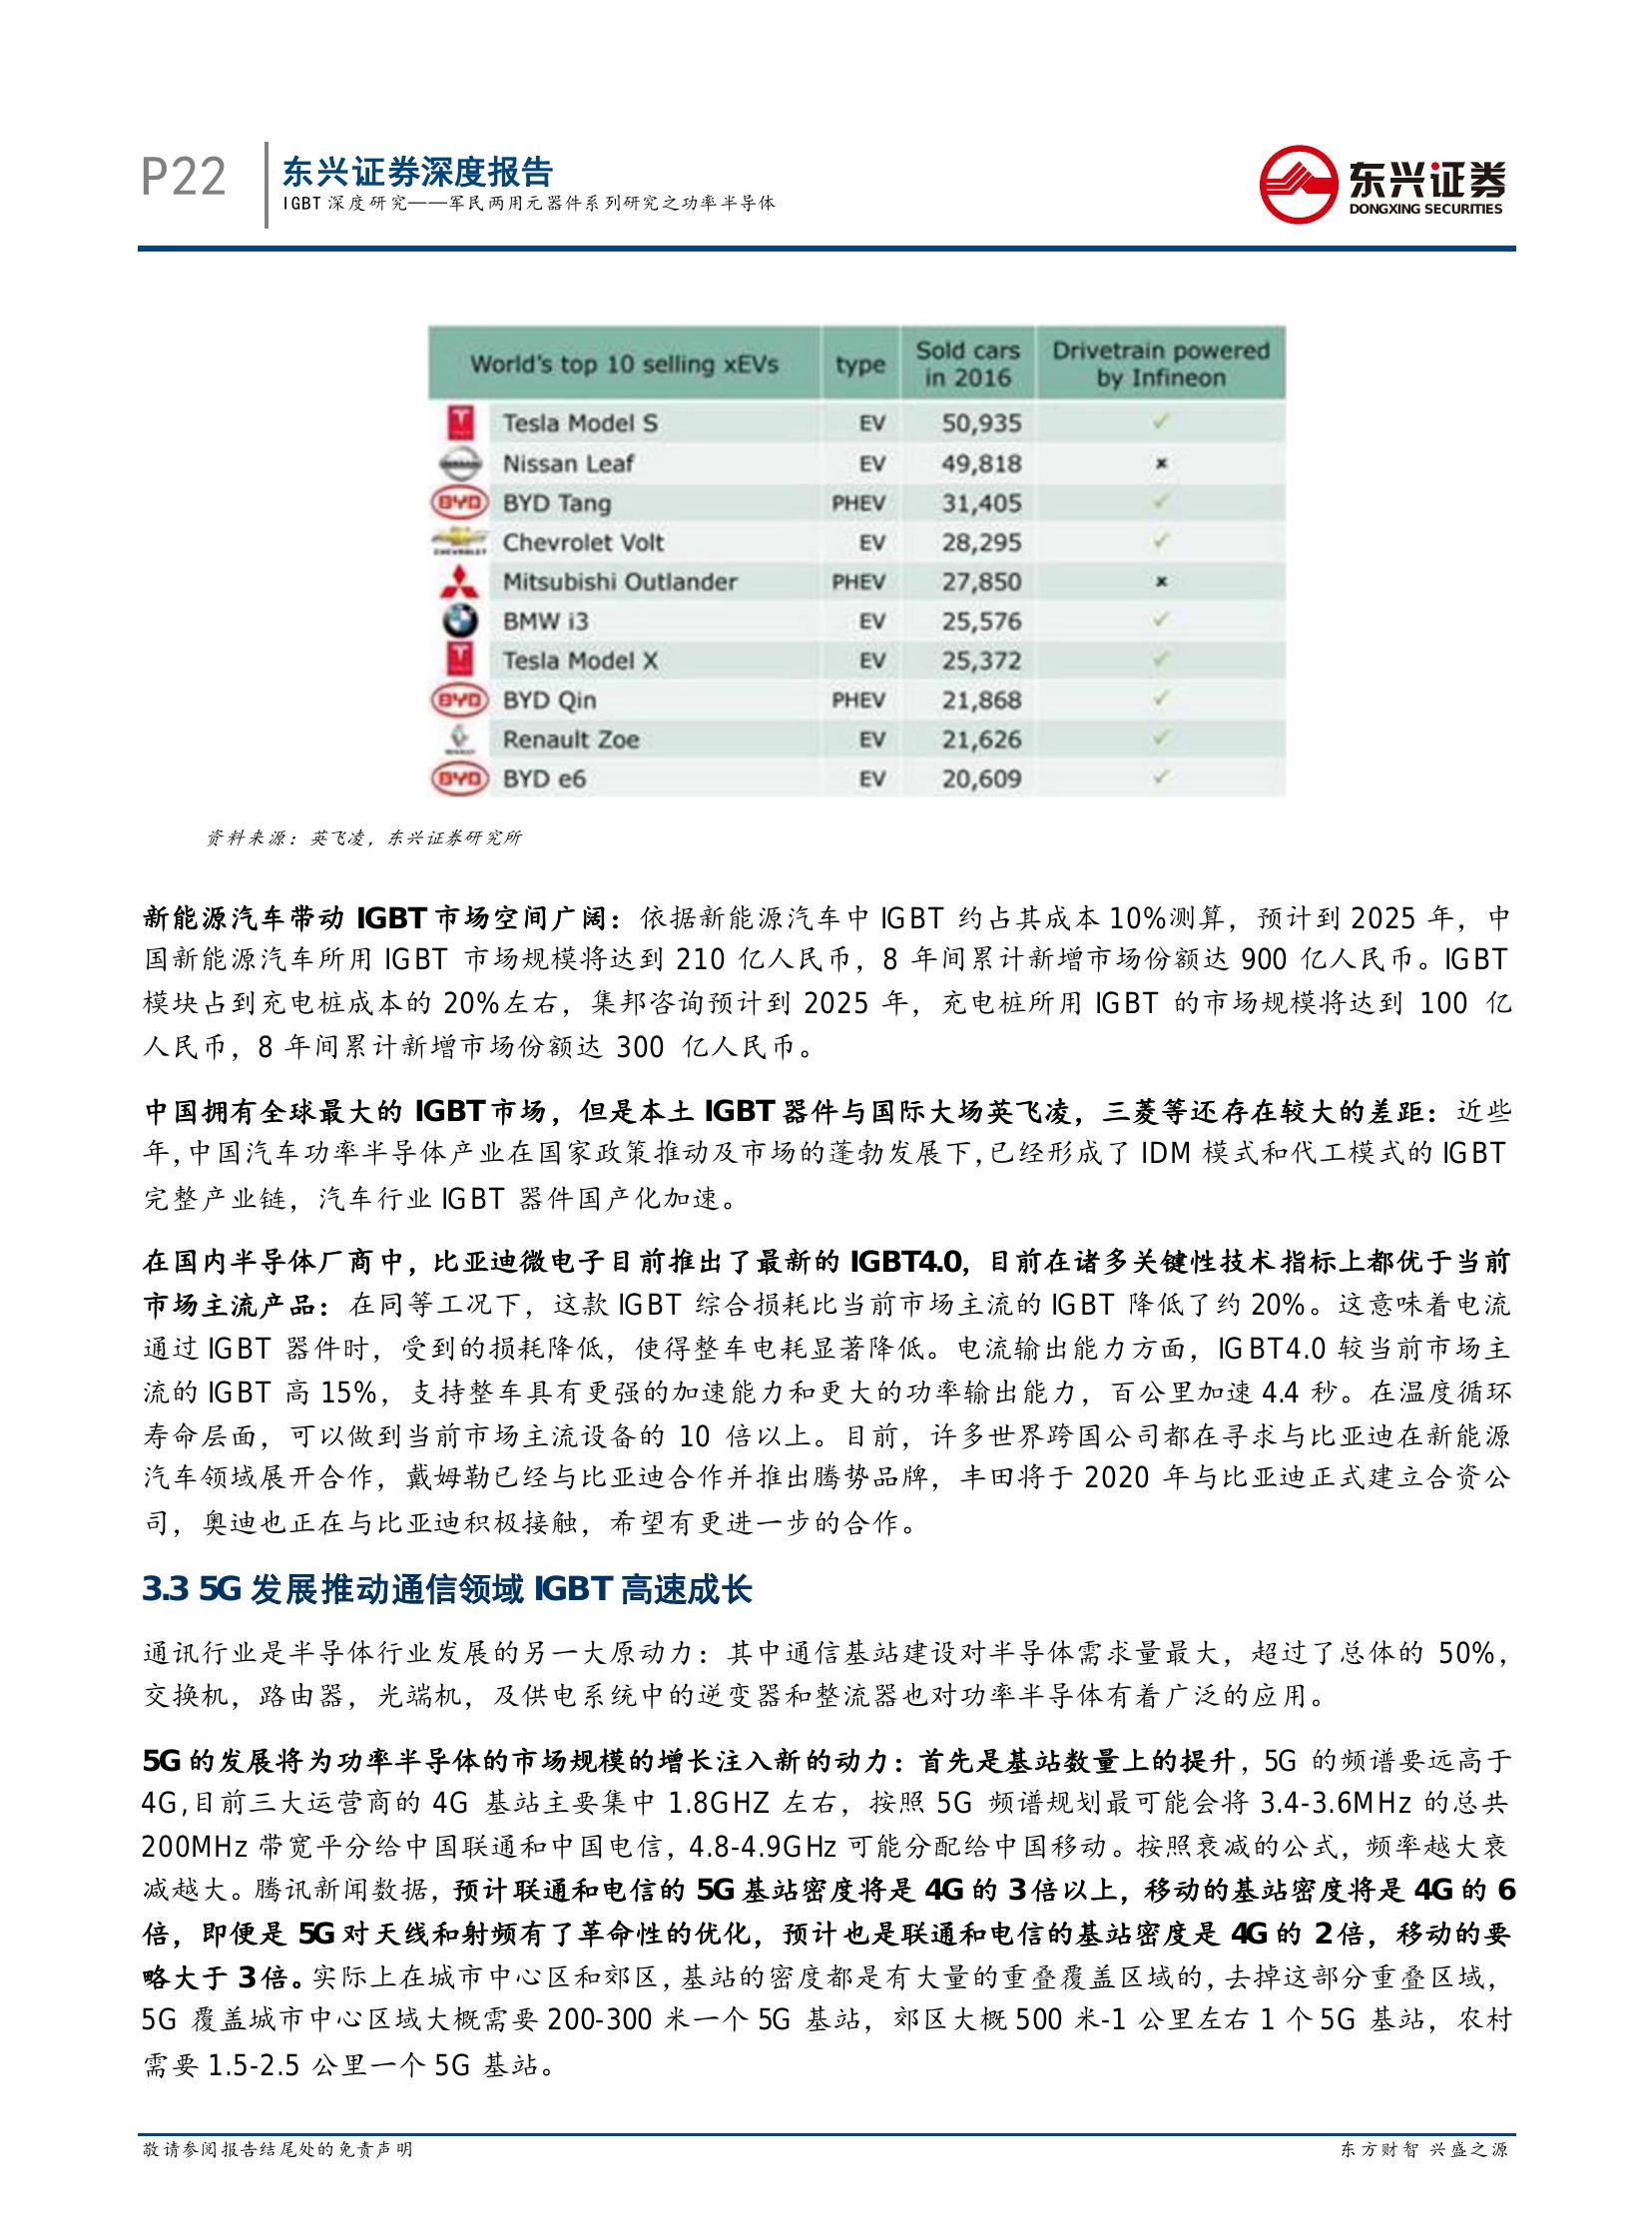 P22
东兴证券深度报告
IGBT 深度研究——军民两用元器件系列研究之功率半导体
东兴证券
DONGXING SECURITIES
World's top 10 selling xEVs type Sold cars in 2016 Drivetrain powered by Infineon
Tesla Model S EV 50,935 ✓
Nissan Leaf EV 49,818 ×
BYD BYD Tang PHEV 31,405 ✓
CHEVROLET Chevrolet Volt EV 28,295 ✓
Mitsubishi Outlander PHEV 27,850 ×
BMW i3 EV 25,576 ✓
Tesla Model X EV 25,372 ✓
BYD BYD Qin PHEV 21,868 ✓
Renault Zoe EV 21,626 ✓
BYD BYD e6 EV 20,609 ✓
资料来源：英飞凌，东兴证券研究所
新能源汽车带动 IGBT 市场空间广阔：依据新能源汽车中 IGBT 约占其成本 10%测算，预计到 2025 年，中
国新能源汽车所用 IGBT 市场规模将达到 210 亿人民币，8 年间累计新增市场份额达 900 亿人民币。IGBT
模块占到充电桩成本的 20%左右，集邦咨询预计到 2025 年，充电桩所用 IGBT 的市场规模将达到 100 亿
人民币，8 年间累计新增市场份额达 300 亿人民币。
中国拥有全球最大的 IGBT 市场，但是本土 IGBT 器件与国际大场英飞凌，三菱等还存在较大的差距：近些
年,中国汽车功率半导体产业在国家政策推动及市场的蓬勃发展下,已经形成了 IDM 模式和代工模式的 IGBT
完整产业链，汽车行业 IGBT 器件国产化加速。
在国内半导体厂商中，比亚迪微电子目前推出了最新的 IGBT4.0，目前在诸多关键性技术指标上都优于当前
市场主流产品：在同等工况下，这款 IGBT 综合损耗比当前市场主流的 IGBT 降低了约 20%。这意味着电流
通过 IGBT 器件时，受到的损耗降低，使得整车电耗显著降低。电流输出能力方面，IGBT4.0 较当前市场主
流的 IGBT 高 15%，支持整车具有更强的加速能力和更大的功率输出能力，百公里加速 4.4 秒。在温度循环
寿命层面，可以做到当前市场主流设备的 10 倍以上。目前，许多世界跨国公司都在寻求与比亚迪在新能源
汽车领域展开合作，戴姆勒已经与比亚迪合作并推出腾势品牌，丰田将于 2020 年与比亚迪正式建立合资公
司，奥迪也正在与比亚迪积极接触，希望有更进一步的合作。
3.3 5G 发展推动通信领域 IGBT 高速成长
通讯行业是半导体行业发展的另一大原动力：其中通信基站建设对半导体需求量最大，超过了总体的 50%，
交换机，路由器，光端机，及供电系统中的逆变器和整流器也对功率半导体有着广泛的应用。
5G 的发展将为功率半导体的市场规模的增长注入新的动力：首先是基站数量上的提升，5G 的频谱要远高于
4G,目前三大运营商的 4G 基站主要集中 1.8GHZ 左右，按照 5G 频谱规划最可能会将 3.4-3.6MHz 的总共
200MHz 带宽平分给中国联通和中国电信，4.8-4.9GHz 可能分配给中国移动。按照衰减的公式，频率越大衰
减越大。腾讯新闻数据，预计联通和电信的 5G 基站密度将是 4G 的 3 倍以上，移动的基站密度将是 4G 的 6
倍，即便是 5G 对天线和射频有了革命性的优化，预计也是联通和电信的基站密度是 4G 的 2 倍，移动的要
略大于 3 倍。实际上在城市中心区和郊区，基站的密度都是有大量的重叠覆盖区域的，去掉这部分重叠区域，
5G 覆盖城市中心区域大概需要 200-300 米一个 5G 基站，郊区大概 500 米-1 公里左右 1 个 5G 基站，农村
需要 1.5-2.5 公里一个 5G 基站。
敬请参阅报告结尾处的免责声明
东方财智 兴盛之源